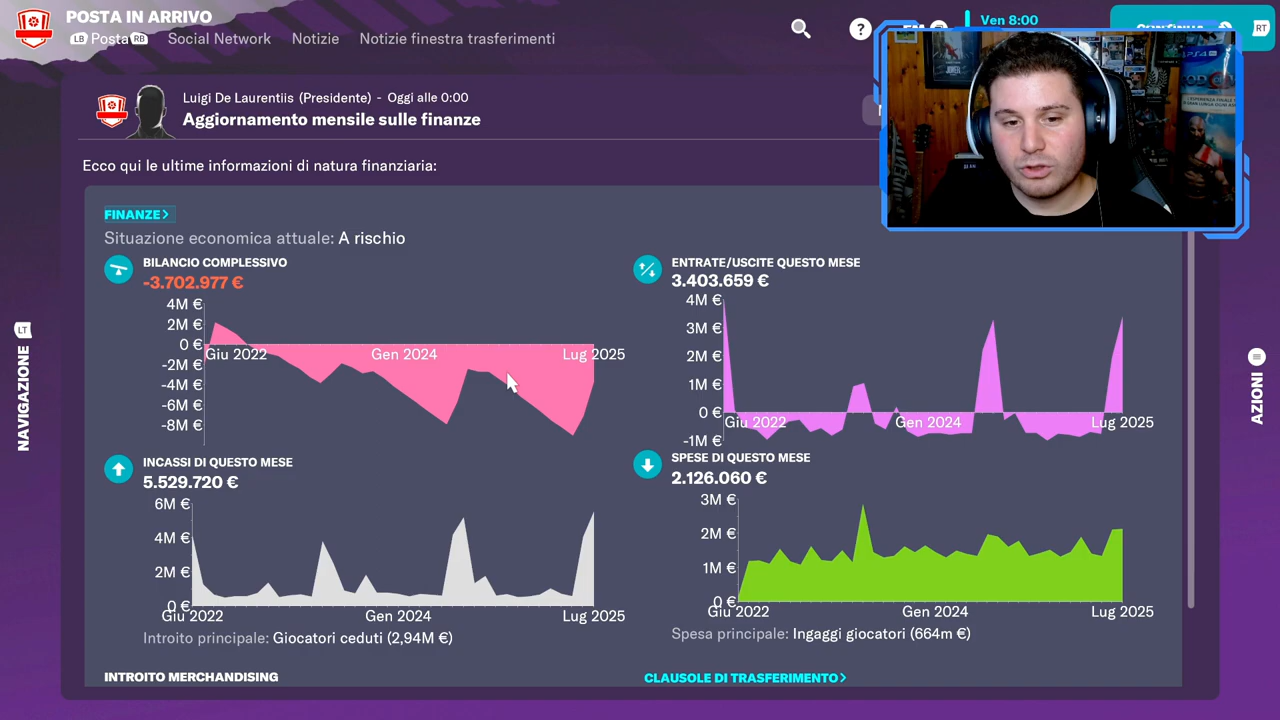 POSTA IN ARRIVO
LB Posta RB Social Network Notizie Notizie finestra trasferimenti
?
Ven 8:00
RT
Luigi De Laurentiis (Presidente) - Oggi alle 0:00
Aggiornamento mensile sulle finanze
Ecco qui le ultime informazioni di natura finanziaria:
FINANZE>
Situazione economica attuale: A rischio
BILANCIO COMPLESSIVO
-3.702.977 €
4M €
2M €
0 €
-2M €
-4M €
-6M €
-8M €
Giu 2022 Gen 2024 Lug 2025
ENTRATE/USCITE QUESTO MESE
3.403.659 €
4M €
3M €
2M €
1M €
0 €
-1M €
Giu 2022 Gen 2024 Lug 2025
INCASSI DI QUESTO MESE
5.529.720 €
6M €
4M €
2M €
0 €
Giu 2022 Gen 2024 Lug 2025
Introito principale: Giocatori ceduti (2,94M €)
SPESE DI QUESTO MESE
2.126.060 €
3M €
2M €
1M €
0 €
Giu 2022 Gen 2024 Lug 2025
Spesa principale: Ingaggi giocatori (664m €)
INTROITO MERCHANDISING
CLAUSOLE DI TRASFERIMENTO>
LT
NAVIGAZIONE
AZIONI
PS4